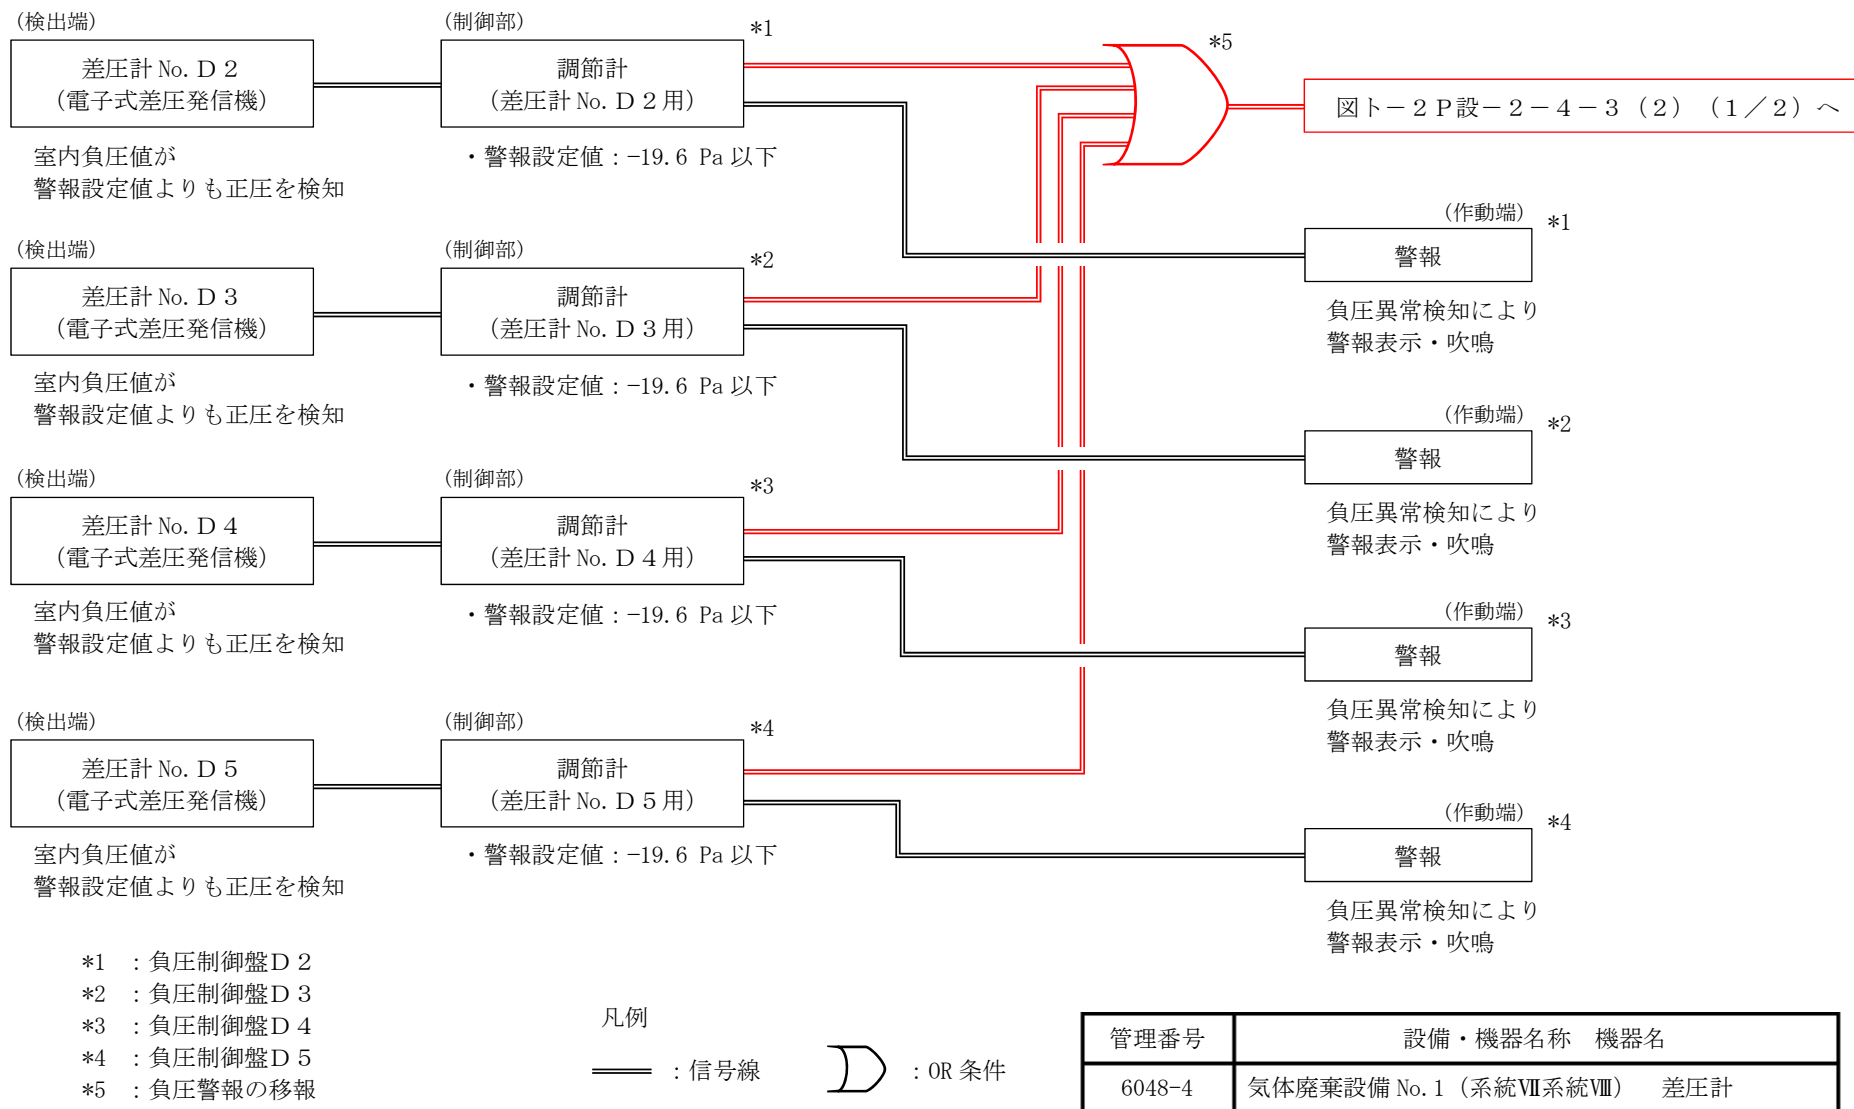 (検出端)
(制御部)
*1
*5
差圧計 No. Ｄ２
(電子式差圧発信機)
調節計
(差圧計 No. Ｄ２用)
図ト－２Ｐ設－２－４－３（２）（１／２）へ
室内負圧値が
警報設定値よりも正圧を検知
・警報設定値：-19.6 Pa 以下
(作動端)
*1
警報
負圧異常検知により
警報表示・吹鳴
(検出端)
(制御部)
*2
差圧計 No. Ｄ３
(電子式差圧発信機)
調節計
(差圧計 No. Ｄ３用)
室内負圧値が
警報設定値よりも正圧を検知
・警報設定値：-19.6 Pa 以下
(作動端)
*2
警報
負圧異常検知により
警報表示・吹鳴
(検出端)
(制御部)
*3
差圧計 No. Ｄ４
(電子式差圧発信機)
調節計
(差圧計 No. Ｄ４用)
室内負圧値が
警報設定値よりも正圧を検知
・警報設定値：-19.6 Pa 以下
(作動端)
*3
警報
負圧異常検知により
警報表示・吹鳴
(検出端)
(制御部)
*4
差圧計 No. Ｄ５
(電子式差圧発信機)
調節計
(差圧計 No. Ｄ５用)
室内負圧値が
警報設定値よりも正圧を検知
・警報設定値：-19.6 Pa 以下
(作動端)
*4
警報
負圧異常検知により
警報表示・吹鳴
*1 ：負圧制御盤Ｄ２
*2 ：負圧制御盤Ｄ３
*3 ：負圧制御盤Ｄ４
*4 ：負圧制御盤Ｄ５
*5 ：負圧警報の移報
凡例
：信号線
：OR 条件
管理番号 設備・機器名称　機器名
6048-4 気体廃棄設備 No.1（系統Ⅶ系統Ⅷ）　差圧計